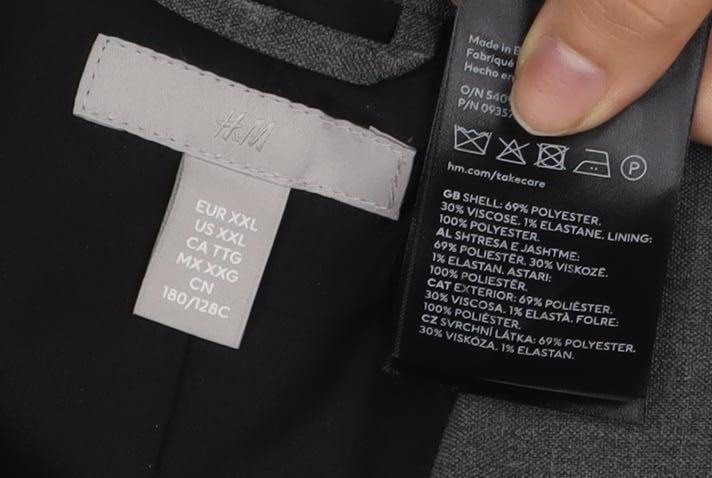 H&M
EUR XXL
US XXL
CA TTG
MX XXG
CN
180/128C
Made in
Fabriqué
Hecho en
O/N 540
P/N 0935
hm.com/takecare
GB SHELL: 69% POLYESTER.
30% VISCOSE. 1% ELASTANE. LINING:
100% POLYESTER.
AL SHTRESA E JASHTME:
69% POLIESTËR. 30% VISKOZË.
1% ELASTAN. ASTARI:
100% POLIESTËR.
CAT EXTERIOR: 69% POLIÈSTER.
30% VISCOSA. 1% ELASTÀ. FOLRE:
100% POLIÈSTER.
CZ SVRCHNÍ LÁTKA: 69% POLYESTER.
30% VISKÓZA. 1% ELASTAN.